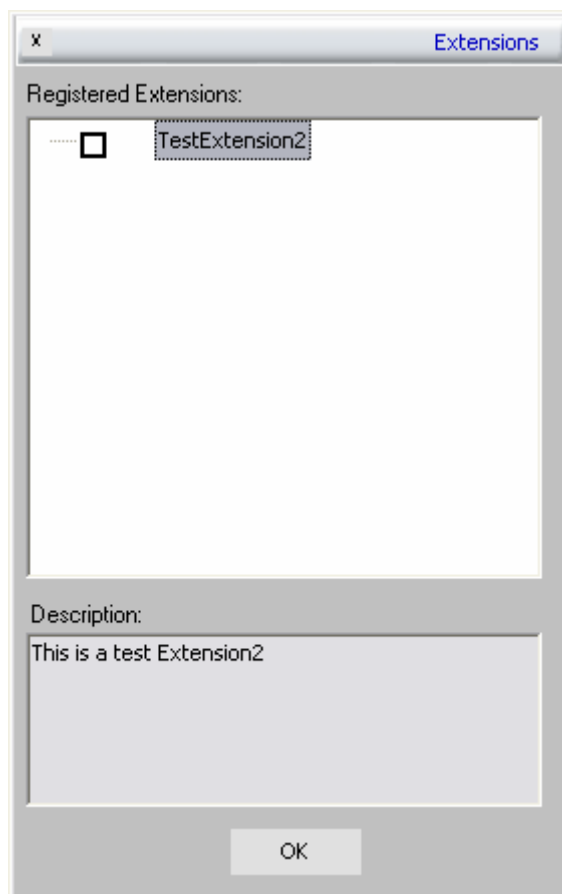 x Extensions
Registered Extensions:
TestExtension2
Description:
This is a test Extension2
OK